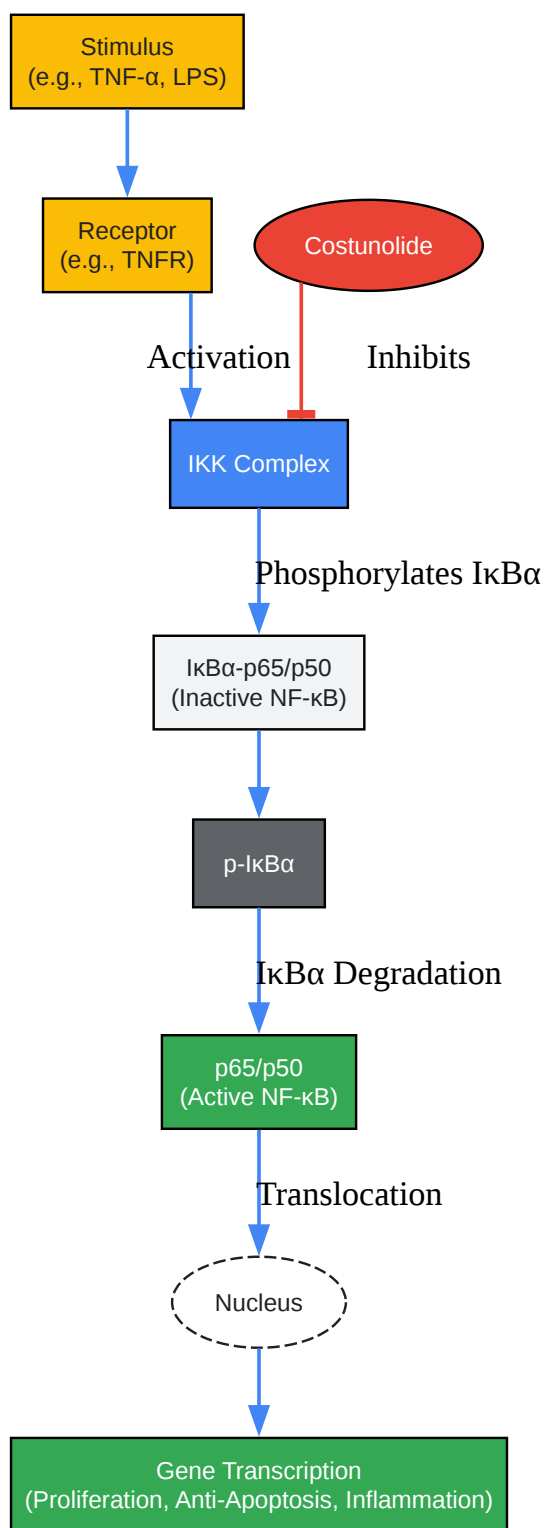 Stimulus
(e.g., TNF-α, LPS)
Receptor
(e.g., TNFR)
Costunolide
Activation
Inhibits
IKK Complex
Phosphorylates IκBα
IκBα-p65/p50
(Inactive NF-κB)
p-IκBα
IκBα Degradation
p65/p50
(Active NF-κB)
Translocation
Nucleus
Gene Transcription
(Proliferation, Anti-Apoptosis, Inflammation)